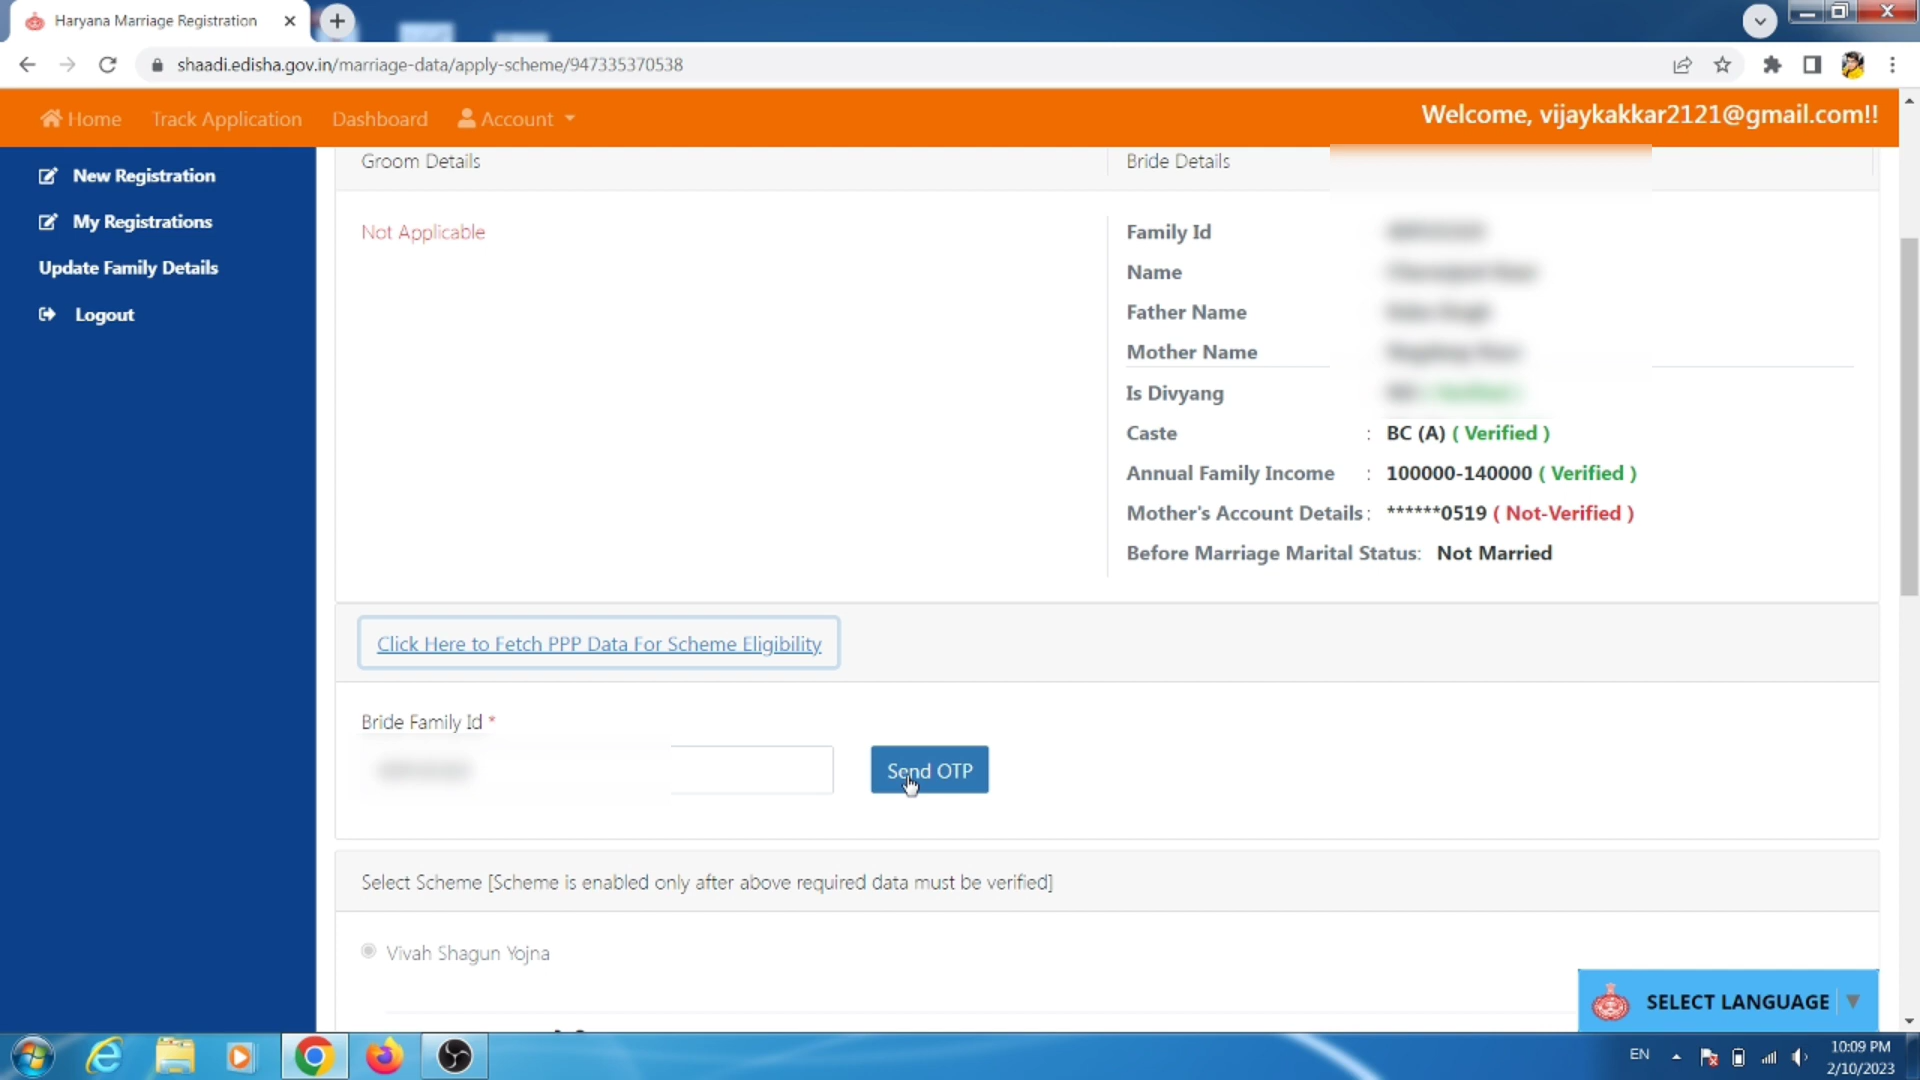 Haryana Marriage Registration
shaadi.edisha.gov.in/marriage-data/apply-scheme/947335370538
Home Track Application Dashboard Account
Welcome, vijaykakkar2121@gmail.com!!
New Registration
My Registrations
Update Family Details
Logout
Groom Details
Bride Details
Not Applicable
Family Id
Name
Father Name
Mother Name
Is Divyang
Caste : BC (A) ( Verified )
Annual Family Income : 100000-140000 ( Verified )
Mother's Account Details : ******0519 ( Not-Verified )
Before Marriage Marital Status: Not Married
Click Here to Fetch PPP Data For Scheme Eligibility
Bride Family Id *
Send OTP
Select Scheme [Scheme is enabled only after above required data must be verified]
Vivah Shagun Yojna
SELECT LANGUAGE
EN
10:09 PM
2/10/2023